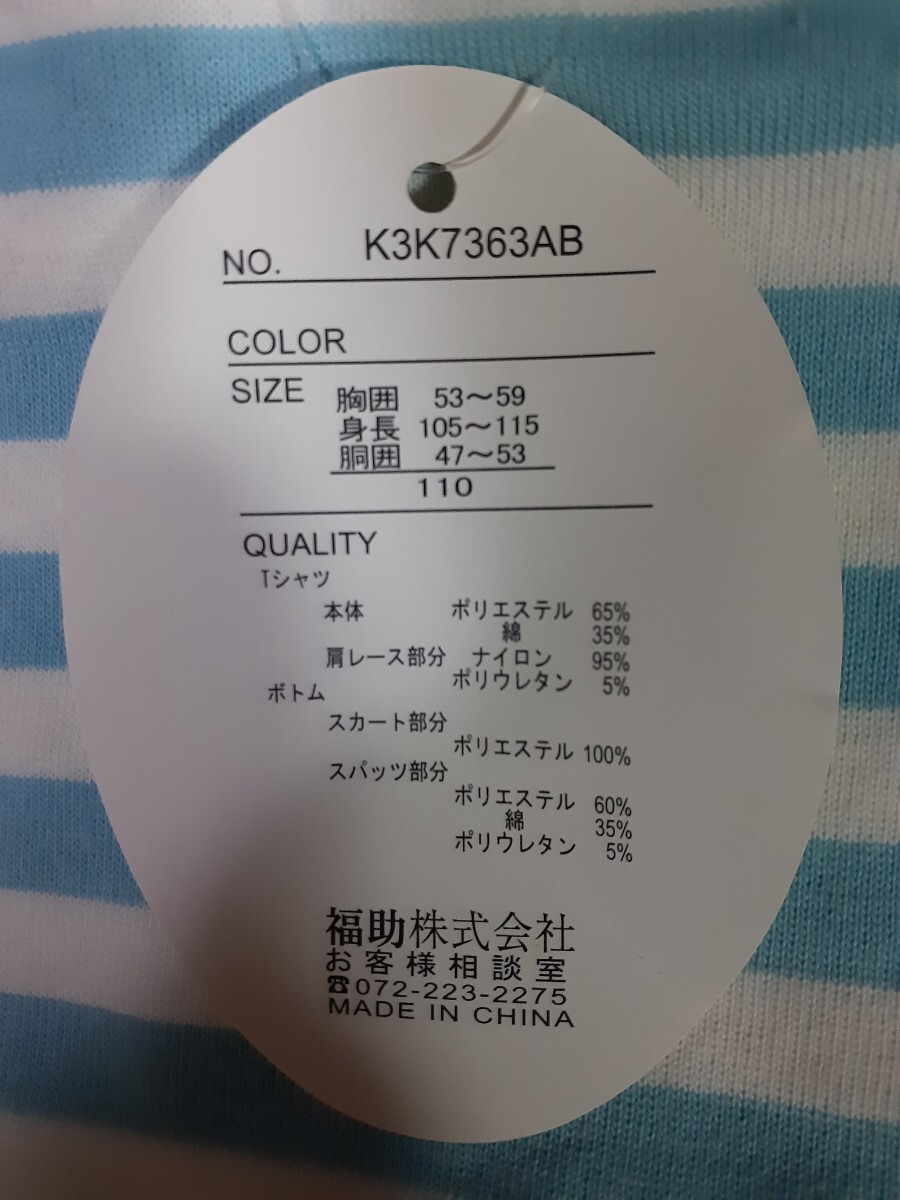 NO. K3K7363AB
COLOR
SIZE 胸囲 53〜59
身長 105〜115
胴囲 47〜53
110
QUALITY
Tシャツ
本体 ポリエステル 65%
綿 35%
肩レース部分 ナイロン 95%
ポリウレタン 5%
ボトム
スカート部分
ポリエステル 100%
スパッツ部分
ポリエステル 60%
綿 35%
ポリウレタン 5%
福助株式会社
お客様相談室
☎072-223-2275
MADE IN CHINA